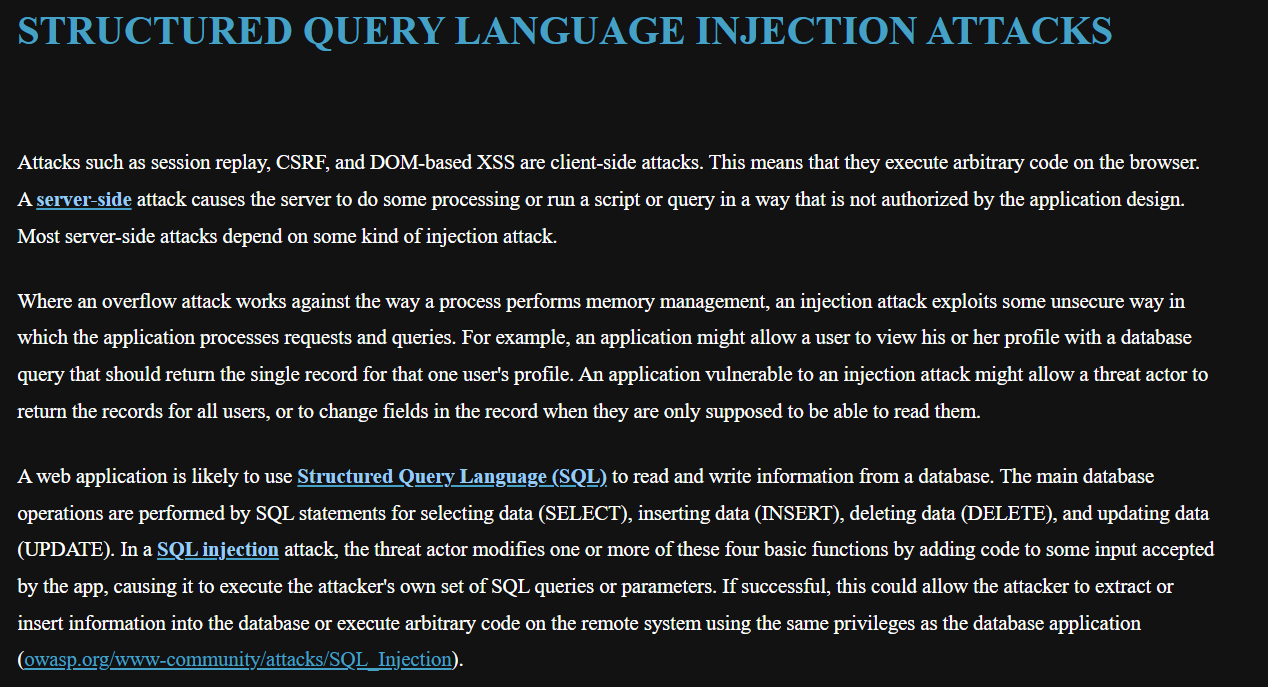 STRUCTURED QUERY LANGUAGE INJECTION ATTACKS
Attacks such as session replay, CSRF, and DOM-based XSS are client-side attacks. This means that they execute arbitrary code on the browser.
A server-side attack causes the server to do some processing or run a script or query in a way that is not authorized by the application design.
Most server-side attacks depend on some kind of injection attack.
Where an overflow attack works against the way a process performs memory management, an injection attack exploits some unsecure way in
which the application processes requests and queries. For example, an application might allow a user to view his or her profile with a database
query that should return the single record for that one user's profile. An application vulnerable to an injection attack might allow a threat actor to
return the records for all users, or to change fields in the record when they are only supposed to be able to read them.
A web application is likely to use Structured Query Language (SQL) to read and write information from a database. The main database
operations are performed by SQL statements for selecting data (SELECT), inserting data (INSERT), deleting data (DELETE), and updating data
(UPDATE). In a SQL injection attack, the threat actor modifies one or more of these four basic functions by adding code to some input accepted
by the app, causing it to execute the attacker's own set of SQL queries or parameters. If successful, this could allow the attacker to extract or
insert information into the database or execute arbitrary code on the remote system using the same privileges as the database application
(owasp.org/www-community/attacks/SQL_Injection).